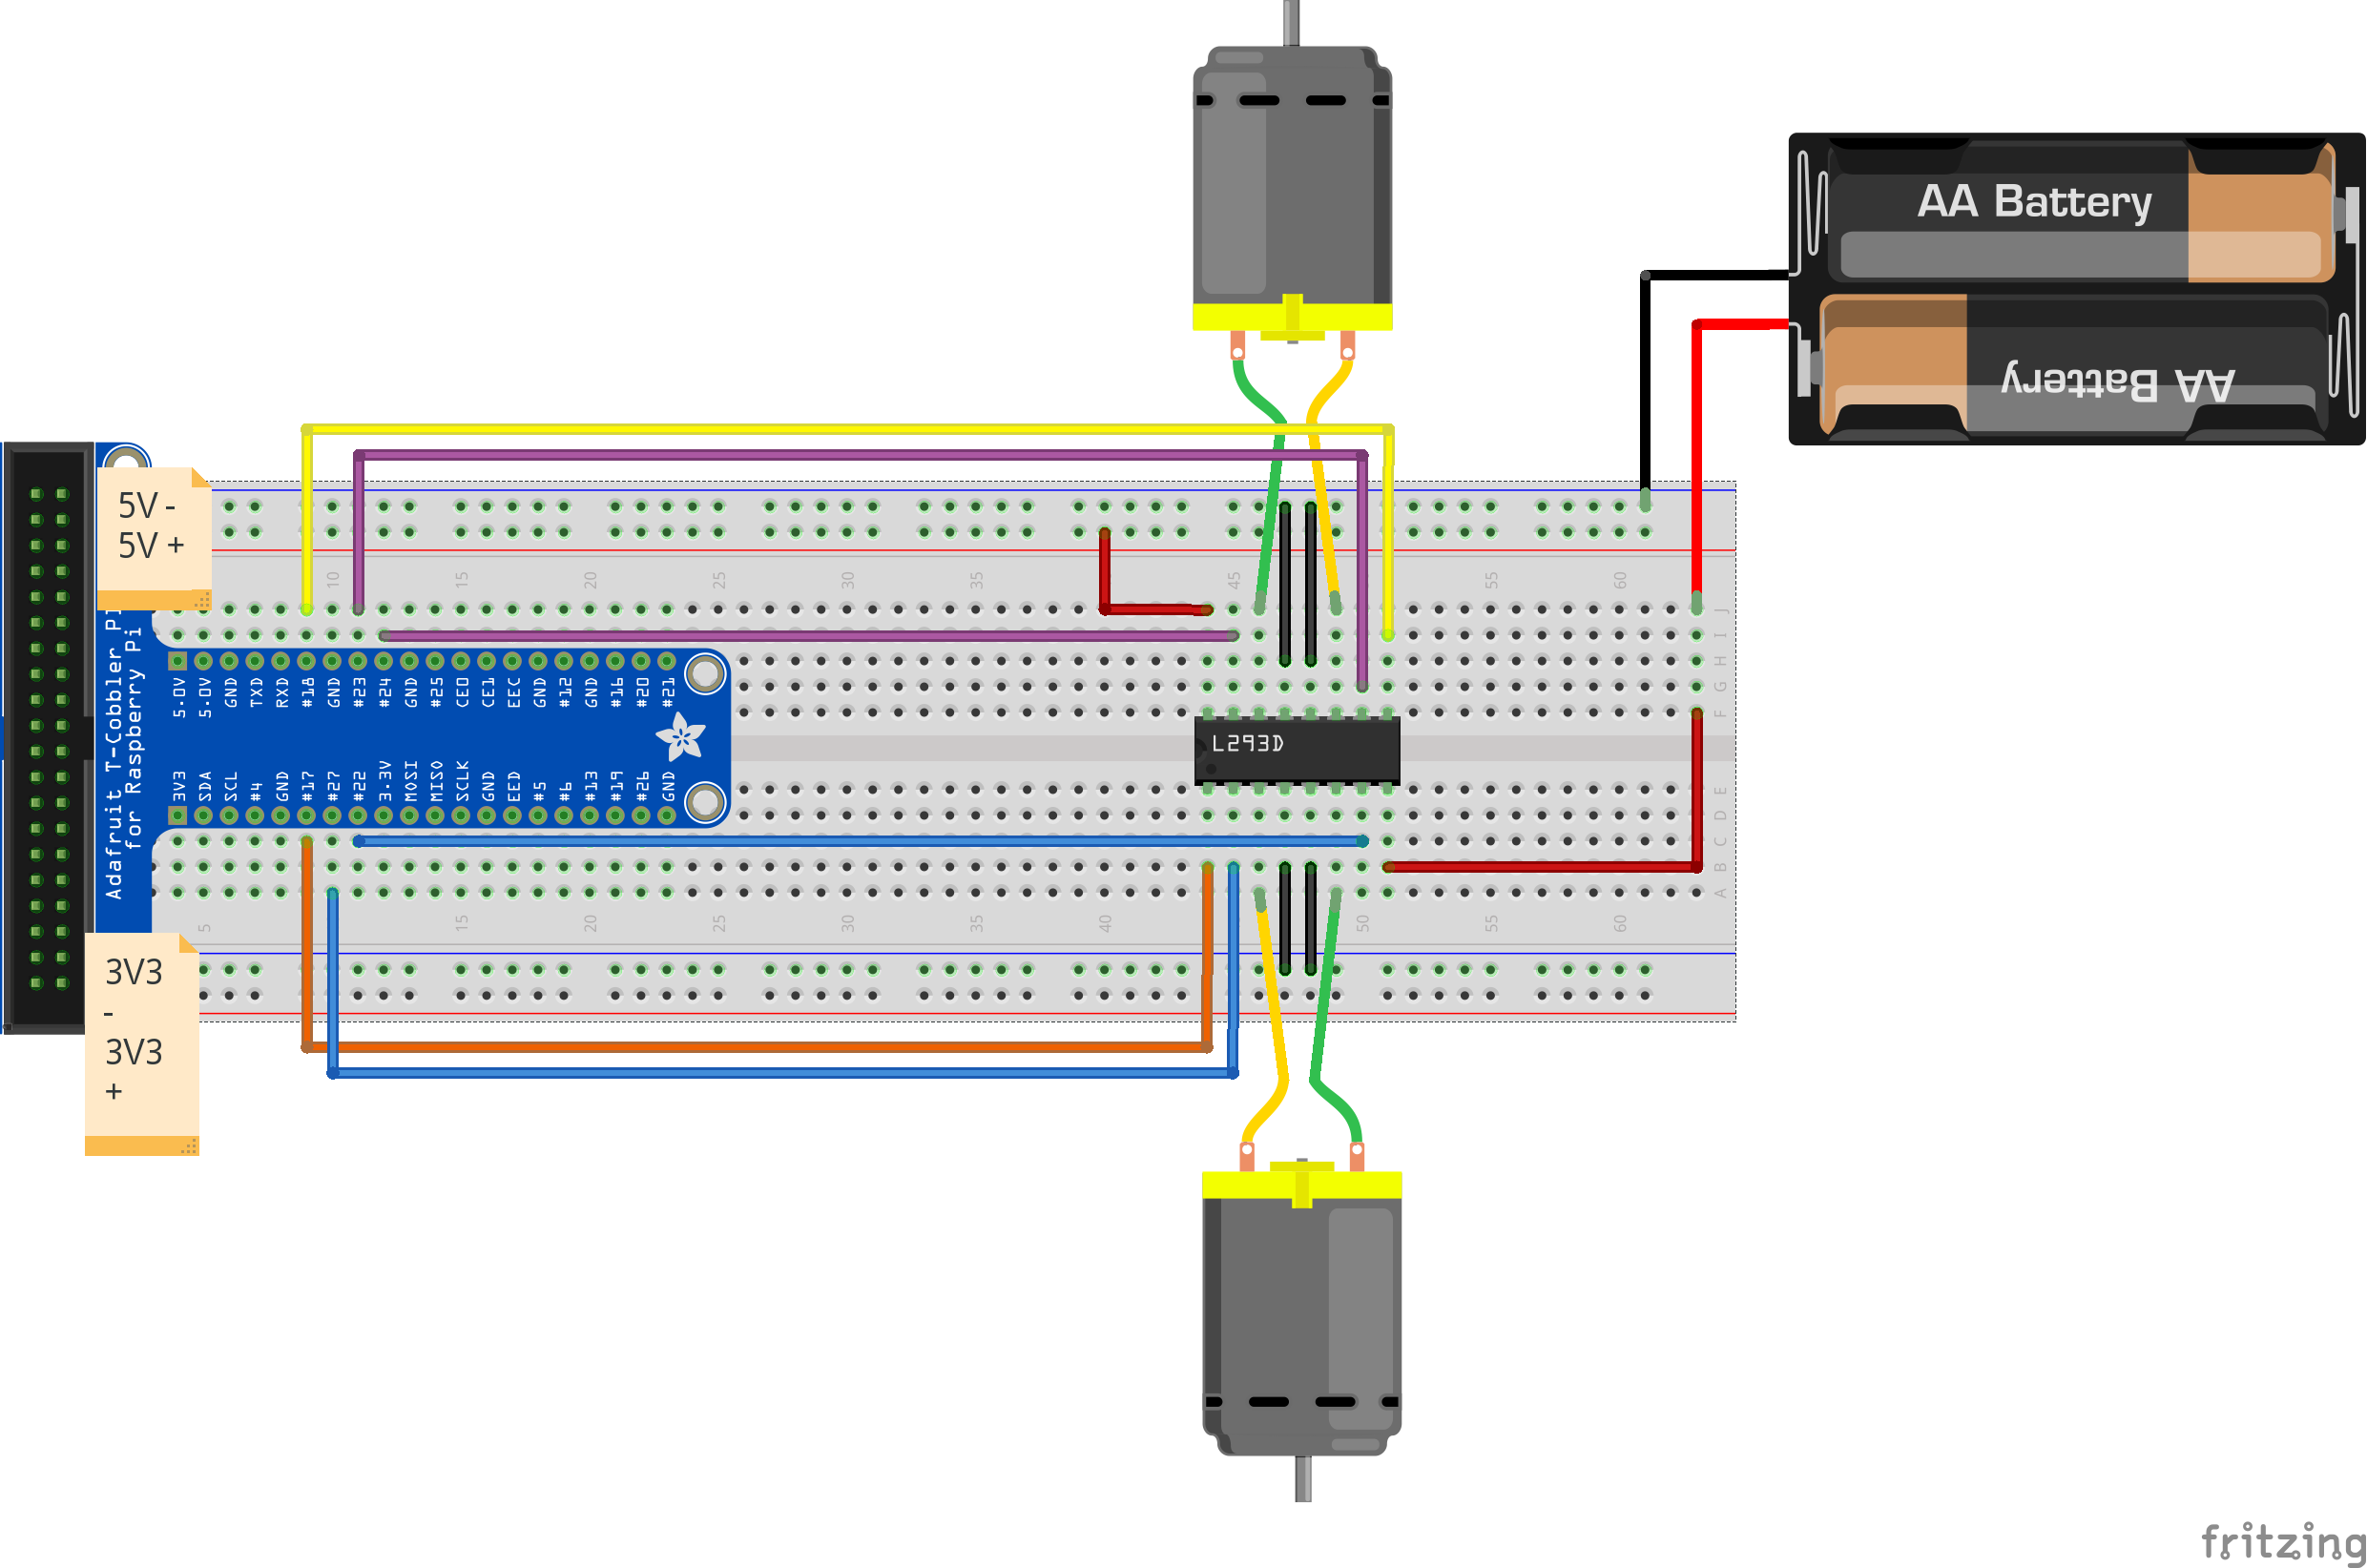 AA Battery
AA Battery
5V -
5V +
10 15 20 25 30 35 40 45 55 60
J
I
H
G
F
5.0V 5.0V GND TXD RXD #18 GND #23 #24 GND #25 CE0 CE1 EEC GND #12 GND #16 #20 #21
L293D
Adafruit T-Cobbler Pl
for Raspberry Pi
3V3 SDA SCL #4 GND #17 #27 #22 3.3V MOSI MISO SCLK GND EED #5 #6 #13 #19 #26 GND
E
D
C
B
A
5 15 20 25 30 35 40 50 55 60
3V3
-
3V3
+
fritzing